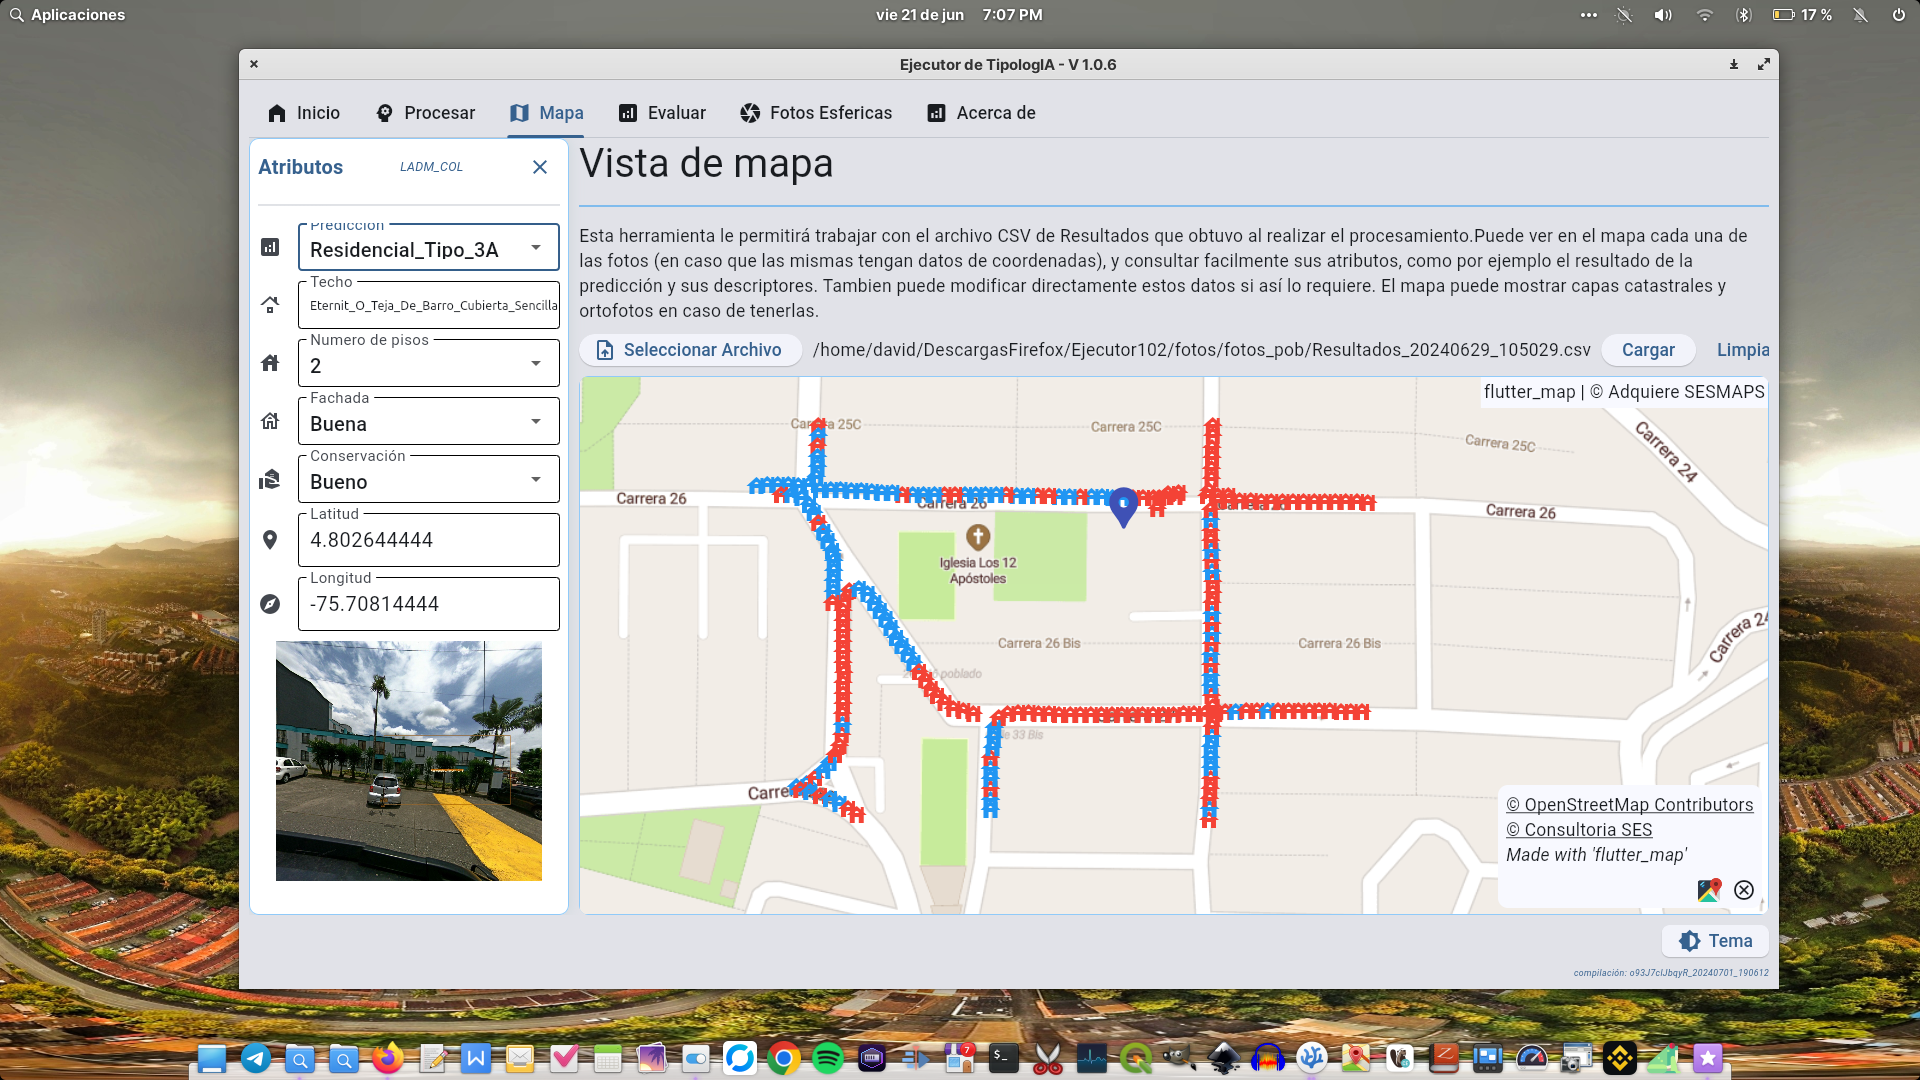 Aplicaciones
vie 21 de jun 7:07 PM
17 %
Ejecutor de TipologIA - V 1.0.6
Inicio
Procesar
Mapa
Evaluar
Fotos Esfericas
Acerca de
Atributos
LADM_COL
Prediccion
Residencial_Tipo_3A
Techo
Eternit_O_Teja_De_Barro_Cubierta_Sencilla
Numero de pisos
2
Fachada
Buena
Conservación
Bueno
Latitud
4.802644444
Longitud
-75.70814444
Vista de mapa
Esta herramienta le permitirá trabajar con el archivo CSV de Resultados que obtuvo al realizar el procesamiento.Puede ver en el mapa cada una de
las fotos (en caso que las mismas tengan datos de coordenadas), y consultar facilmente sus atributos, como por ejemplo el resultado de la
predicción y sus descriptores. Tambien puede modificar directamente estos datos si así lo requiere. El mapa puede mostrar capas catastrales y
ortofotos en caso de tenerlas.
Seleccionar Archivo
/home/david/DescargasFirefox/Ejecutor102/fotos/fotos_pob/Resultados_20240629_105029.csv
Cargar
Limpia
flutter_map | © Adquiere SESMAPS
Carrera 25C
Carrera 25C
Carrera 24
Carrera 26
Carrera 26
Carrera 26
Iglesia Los 12
Apóstoles
Carrera 26 Bis
Carrera 26 Bis
Carrera 24
poblado
33 Bis
Carre
© OpenStreetMap Contributors
© Consultoria SES
Made with 'flutter_map'
Tema
compilación: o93J7clJbqyR_20240701_190612
7